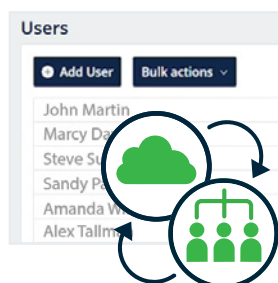 Users
Add User Bulk actions
John Martin
Marcy
Steve
Sandy
Amanda
Alex